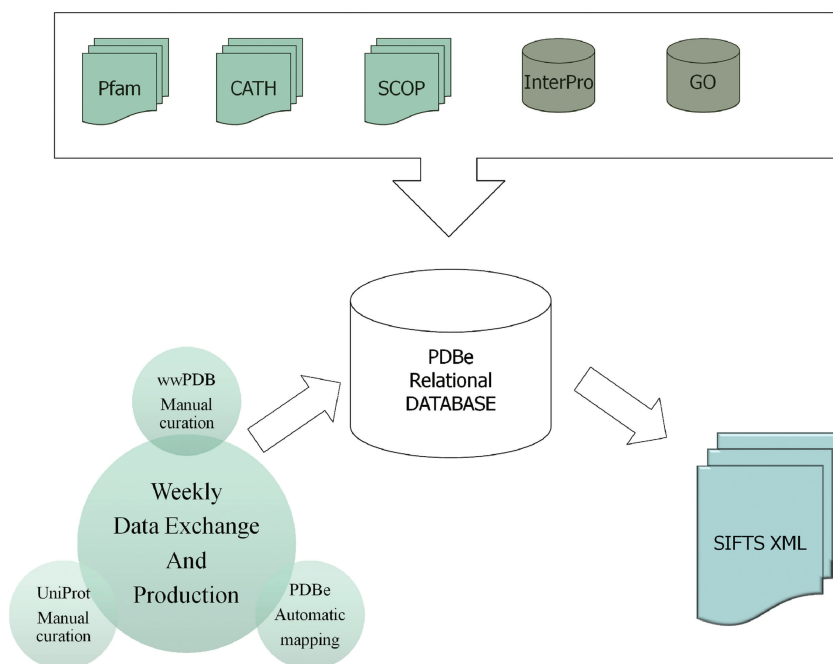 Pfam
CATH
SCOP
InterPro
GO
PDBe
Relational
DATABASE
wwPDB
Manual
curation
Weekly
Data Exchange
And
Production
UniProt
Manual
curation
PDBe
Automatic
mapping
SIFTS XML